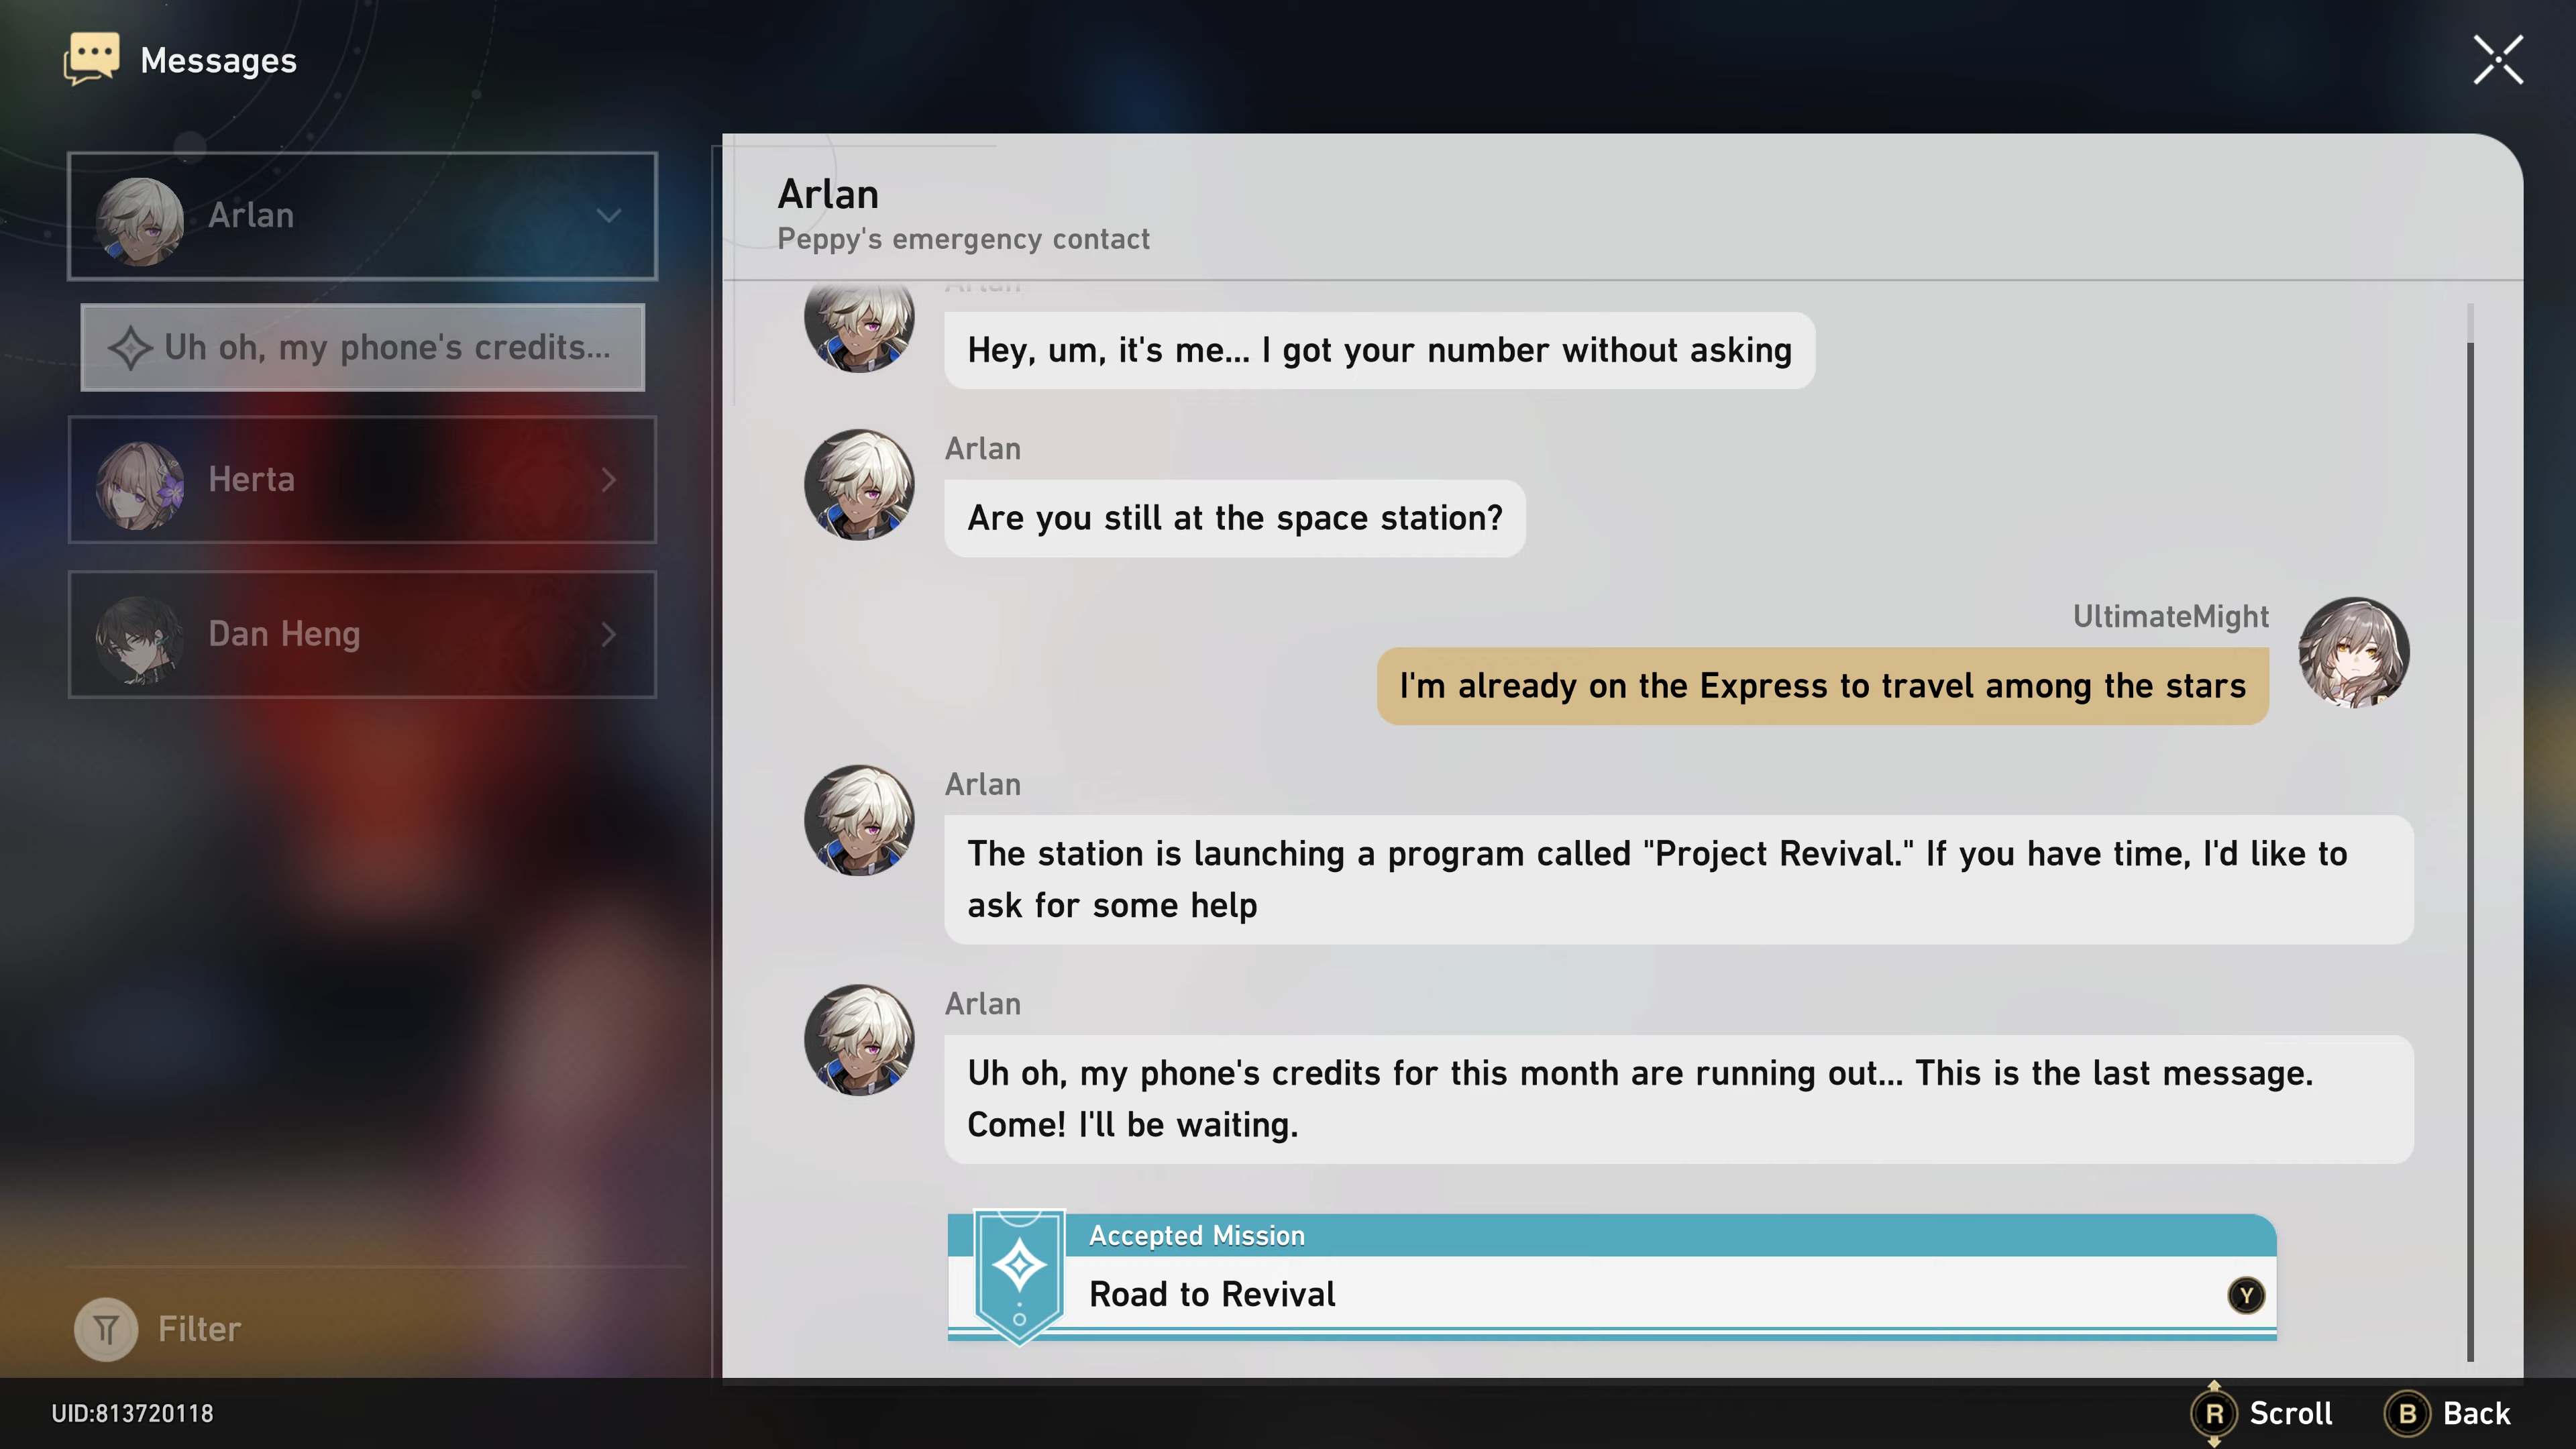 Messages
Arlan
Uh oh, my phone's credits...
Herta
Dan Heng
Filter
Arlan
Peppy's emergency contact
Arlan
Hey, um, it's me... I got your number without asking
Arlan
Are you still at the space station?
UltimateMight
I'm already on the Express to travel among the stars
Arlan
The station is launching a program called "Project Revival." If you have time, I'd like to
ask for some help
Arlan
Uh oh, my phone's credits for this month are running out... This is the last message.
Come! I'll be waiting.
Accepted Mission
Road to Revival
Y
UID:813720118
R Scroll
B Back